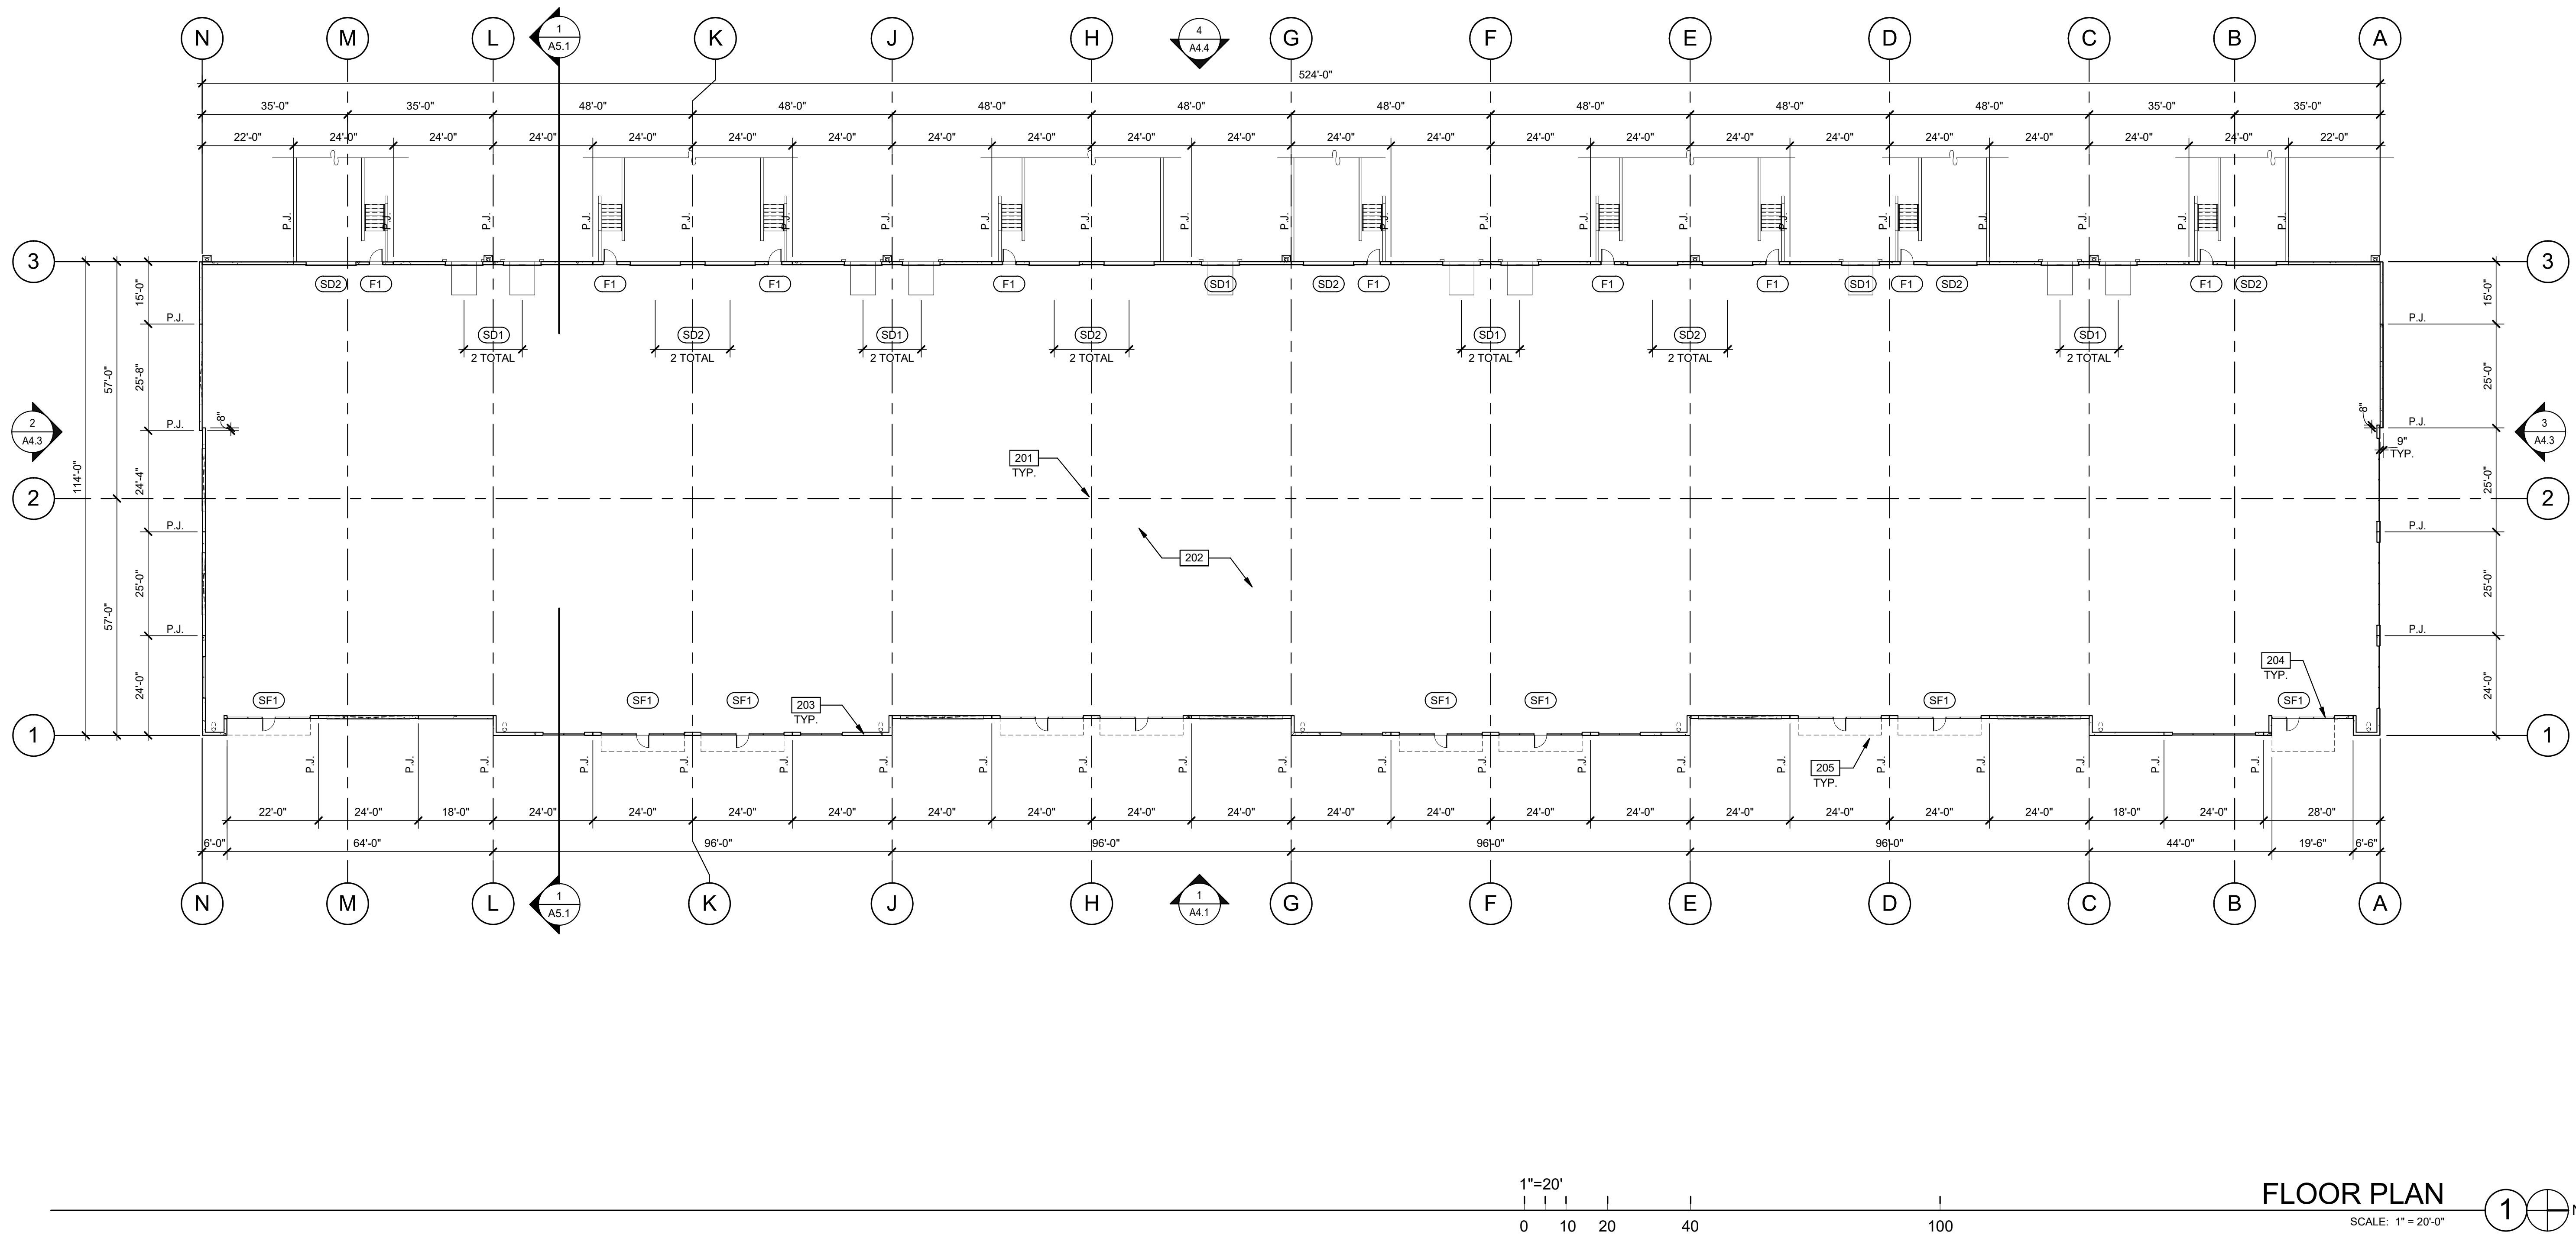 N M L 1 K J H 4 G F E D C B A
A5.1 A4.4
524'-0"
35'-0" 35'-0" 48'-0" 48'-0" 48'-0" 48'-0" 48'-0" 48'-0" 48'-0" 48'-0" 35'-0" 35'-0"
22'-0" 24'-0" 24'-0" 24'-0" 24'-0" 24'-0" 24'-0" 24'-0" 24'-0" 24'-0" 24'-0" 24'-0" 24'-0" 24'-0" 24'-0" 24'-0" 24'-0" 24'-0" 24'-0" 24'-0" 24'-0" 22'-0"
P.J. P.J. P.J. P.J. P.J. P.J. P.J. P.J. P.J. P.J. P.J. P.J. P.J. P.J. P.J. P.J. P.J. P.J. P.J. P.J. P.J.
3 3
SD2 F1 F1 F1 F1 SD1 SD2 F1 F1 F1 SD1 F1 SD2 F1 SD2
15'-0" 15'-0"
P.J. P.J.
SD1 SD2 SD1 SD2 SD1 SD2 SD1
2 TOTAL 2 TOTAL 2 TOTAL 2 TOTAL 2 TOTAL 2 TOTAL 2 TOTAL
57'-0" 25'-8" 25'-0"
8" 8"
P.J. P.J.
2 3
A4.3 A4.3
9"
TYP.
201
TYP.
114'-0" 24'-4" 25'-0"
2 2
P.J. P.J.
202
57'-0" 25'-0" 25'-0"
P.J. P.J.
204
TYP.
24'-0" 24'-0"
SF1 SF1 SF1 SF1 SF1 SF1 SF1
203
TYP.
1 1
P.J. P.J. P.J. P.J. P.J. P.J. P.J. P.J. P.J. P.J. P.J. P.J. P.J. P.J. P.J. P.J. P.J. P.J. P.J. P.J. P.J.
205
TYP.
22'-0" 24'-0" 18'-0" 24'-0" 24'-0" 24'-0" 24'-0" 24'-0" 24'-0" 24'-0" 24'-0" 24'-0" 24'-0" 24'-0" 24'-0" 24'-0" 24'-0" 24'-0" 24'-0" 18'-0" 24'-0" 28'-0"
6'-0" 64'-0" 96'-0" 96'-0" 96'-0" 96'-0" 44'-0" 19'-6" 6'-6"
N M L 1 K J H 1 G F E D C B A
A5.1 A4.1
1"=20'
0 10 20 40 100
FLOOR PLAN
SCALE: 1" = 20'-0"
1
N